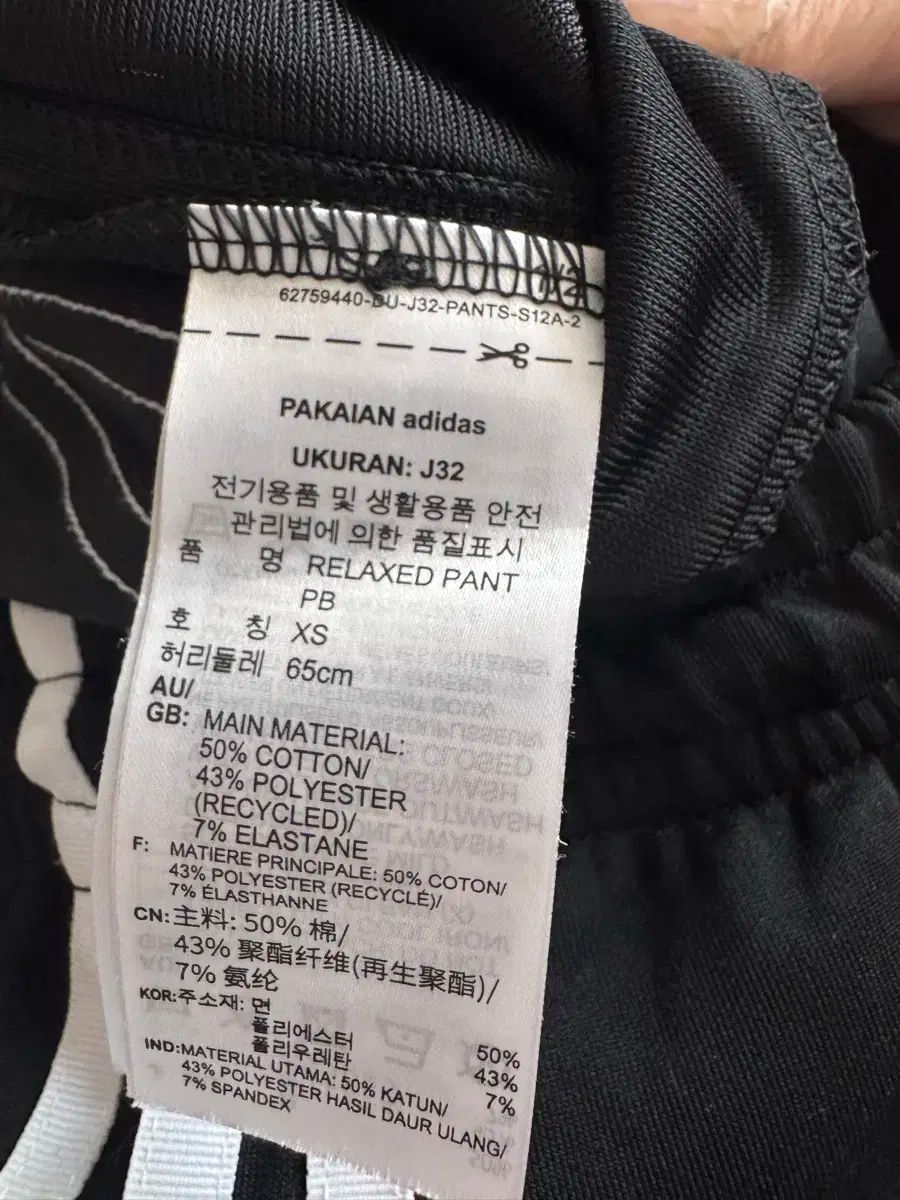 62759440-DU-J32-PANTS-S12A-2
PAKAIAN adidas
UKURAN: J32
전기용품 및 생활용품 안전
관리법에 의한 품질표시
품 명 RELAXED PANT
PB
호 칭 XS
허리둘레 65cm
AU/
GB: MAIN MATERIAL:
50% COTTON/
43% POLYESTER
(RECYCLED)/
7% ELASTANE
F: MATIERE PRINCIPALE: 50% COTON/
43% POLYESTER (RECYCLÉ)/
7% ÉLASTHANNE
CN: 主料: 50% 棉/
43% 聚酯纤维(再生聚酯)/
7% 氨纶
KOR: 주소재: 면 50%
폴리에스터 43%
폴리우레탄 7%
IND: MATERIAL UTAMA: 50% KATUN/
43% POLYESTER HASIL DAUR ULANG/
7% SPANDEX